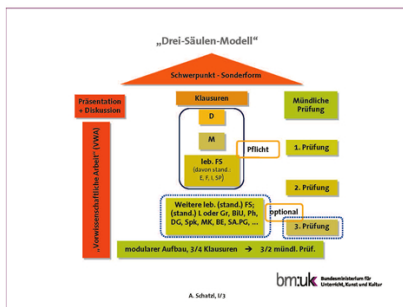 „Drei-Säulen-Modell“
Schwerpunkt - Sonderform
Präsentation
+ Diskussion
„Vorwissenschaftliche Arbeit“ (VWA)
Klausuren
D
M
leb. FS
(davon stand.:
E, F, I, SP)
Pflicht
Weitere leb. (stand.) FS;
(stand.) L oder Gr, BIU, Ph,
DG, Spk, MK, BE, SA.PG, ...
optional
Mündliche
Prüfung
1. Prüfung
2. Prüfung
3. Prüfung
modularer Aufbau, 3/4 Klausuren → 3/2 mündl. Prüf.
bm:uk Bundesministerium für
Unterricht, Kunst und Kultur
A. Schatzl, I/3